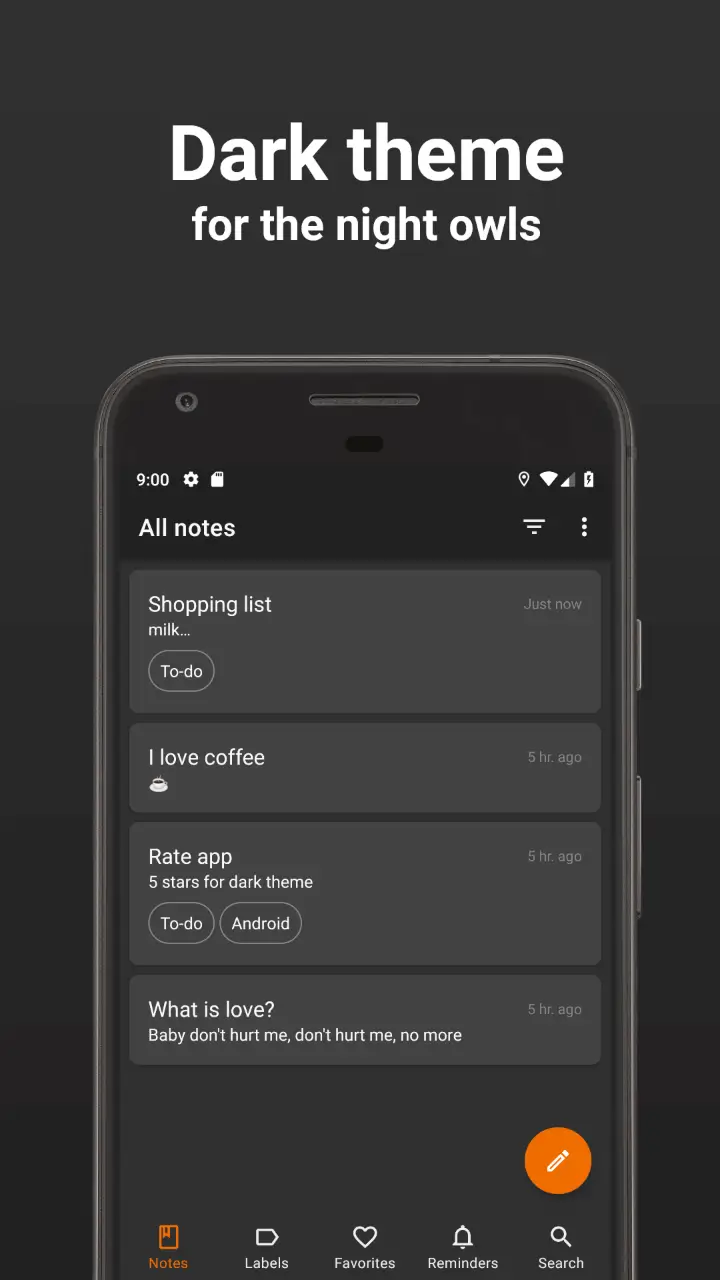 Dark theme
for the night owls
9:00
All notes
Shopping list
Just now
milk...
To-do
I love coffee
5 hr. ago
☕
Rate app
5 hr. ago
5 stars for dark theme
To-do Android
What is love?
5 hr. ago
Baby don't hurt me, don't hurt me, no more
Notes Labels Favorites Reminders Search